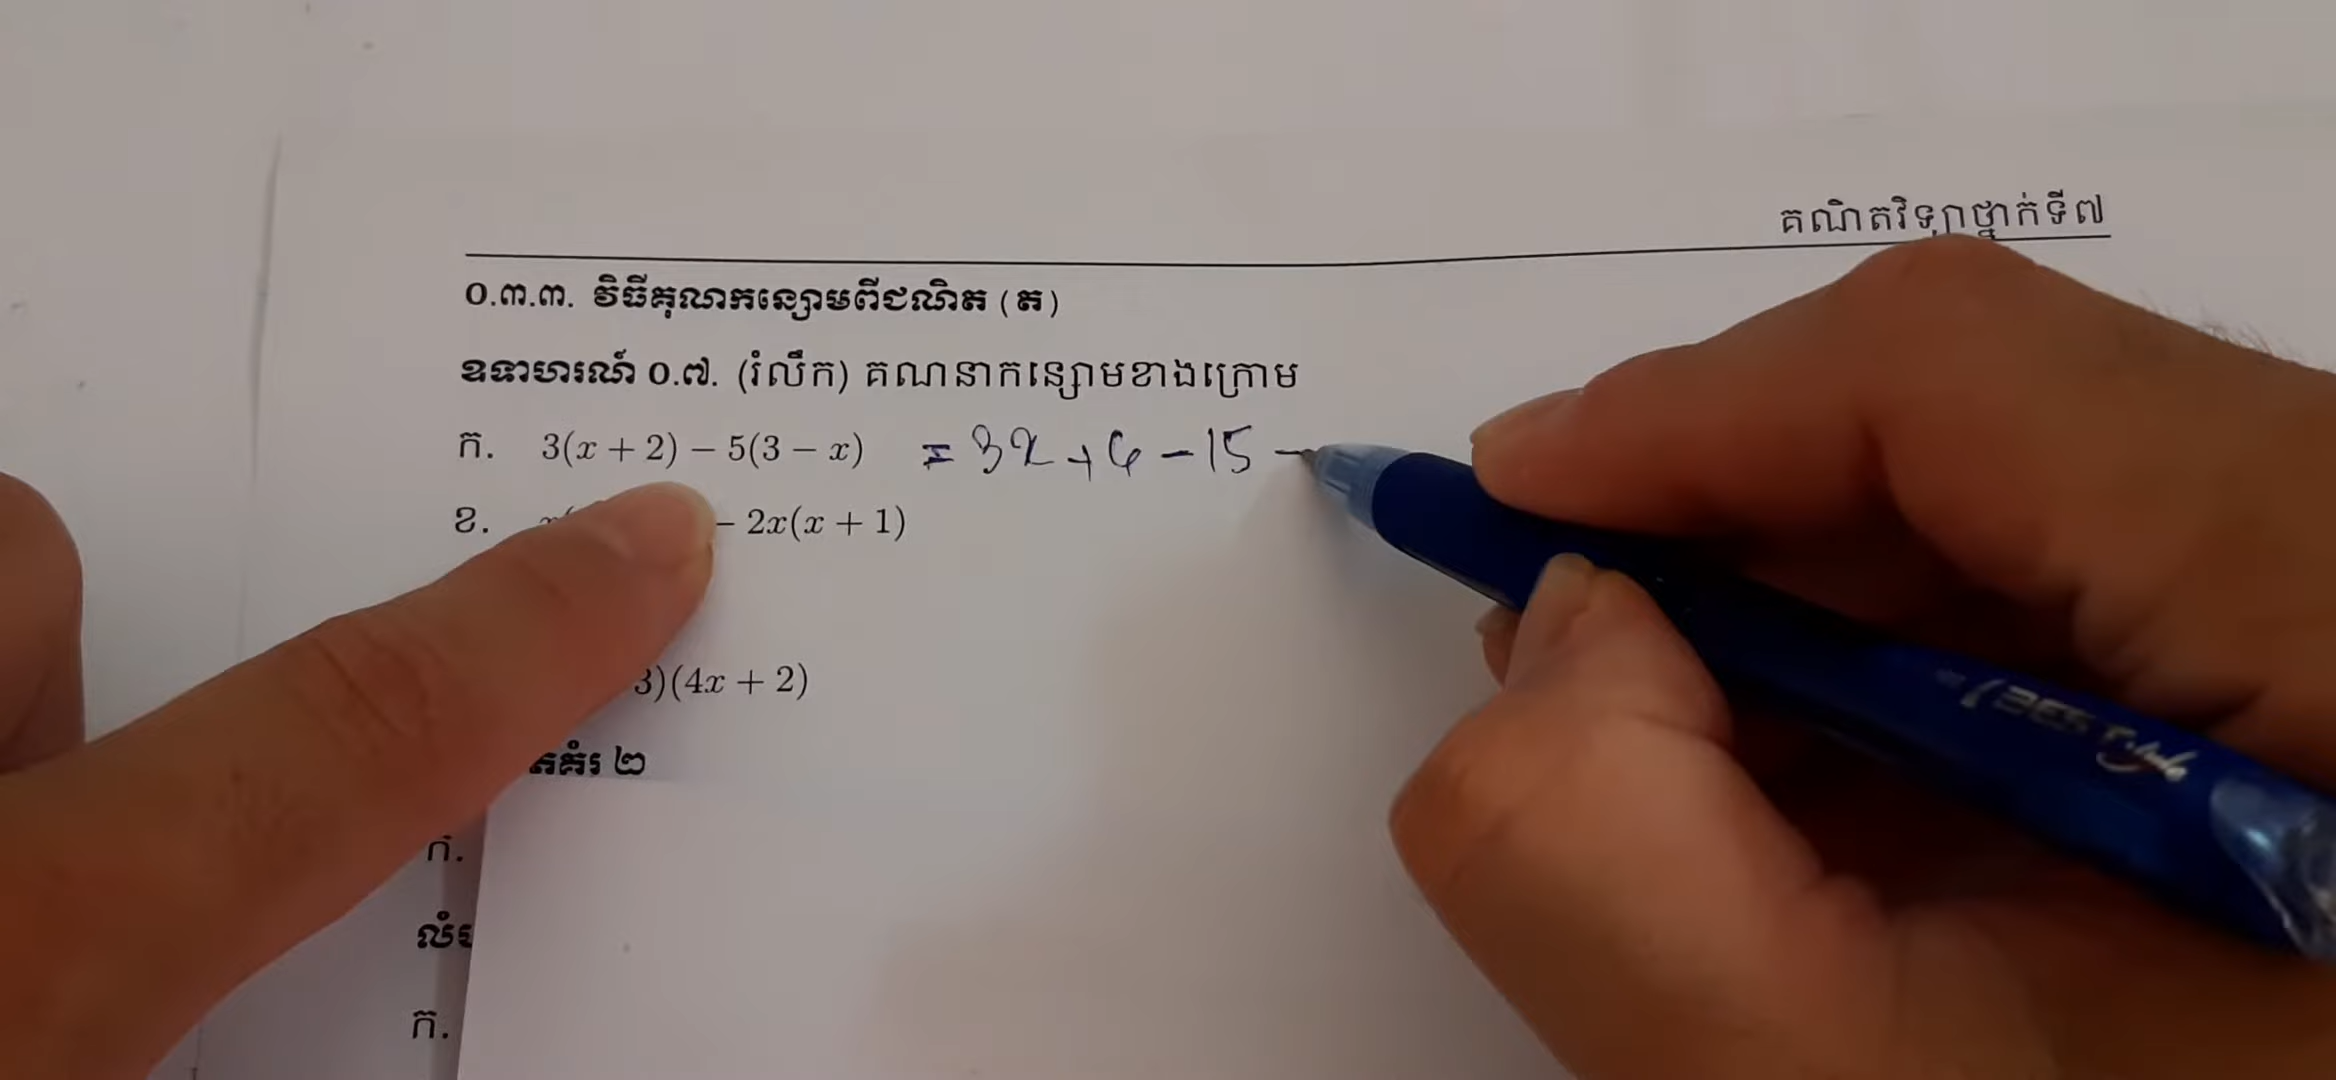 គណិតវិទ្យាថ្នាក់ទី៧
០.៣.៣. វិធីគុណកន្សោមពីជគណិត (ត)
ឧទាហរណ៍ ០.៧. (រំលឹក) គណនាកន្សោមខាងក្រោម
ក. 3(x + 2) − 5(3 − x) = 3x + 6 − 15 −
ខ. − 2x(x + 1)
3)(4x + 2)
២
ក.
ក.